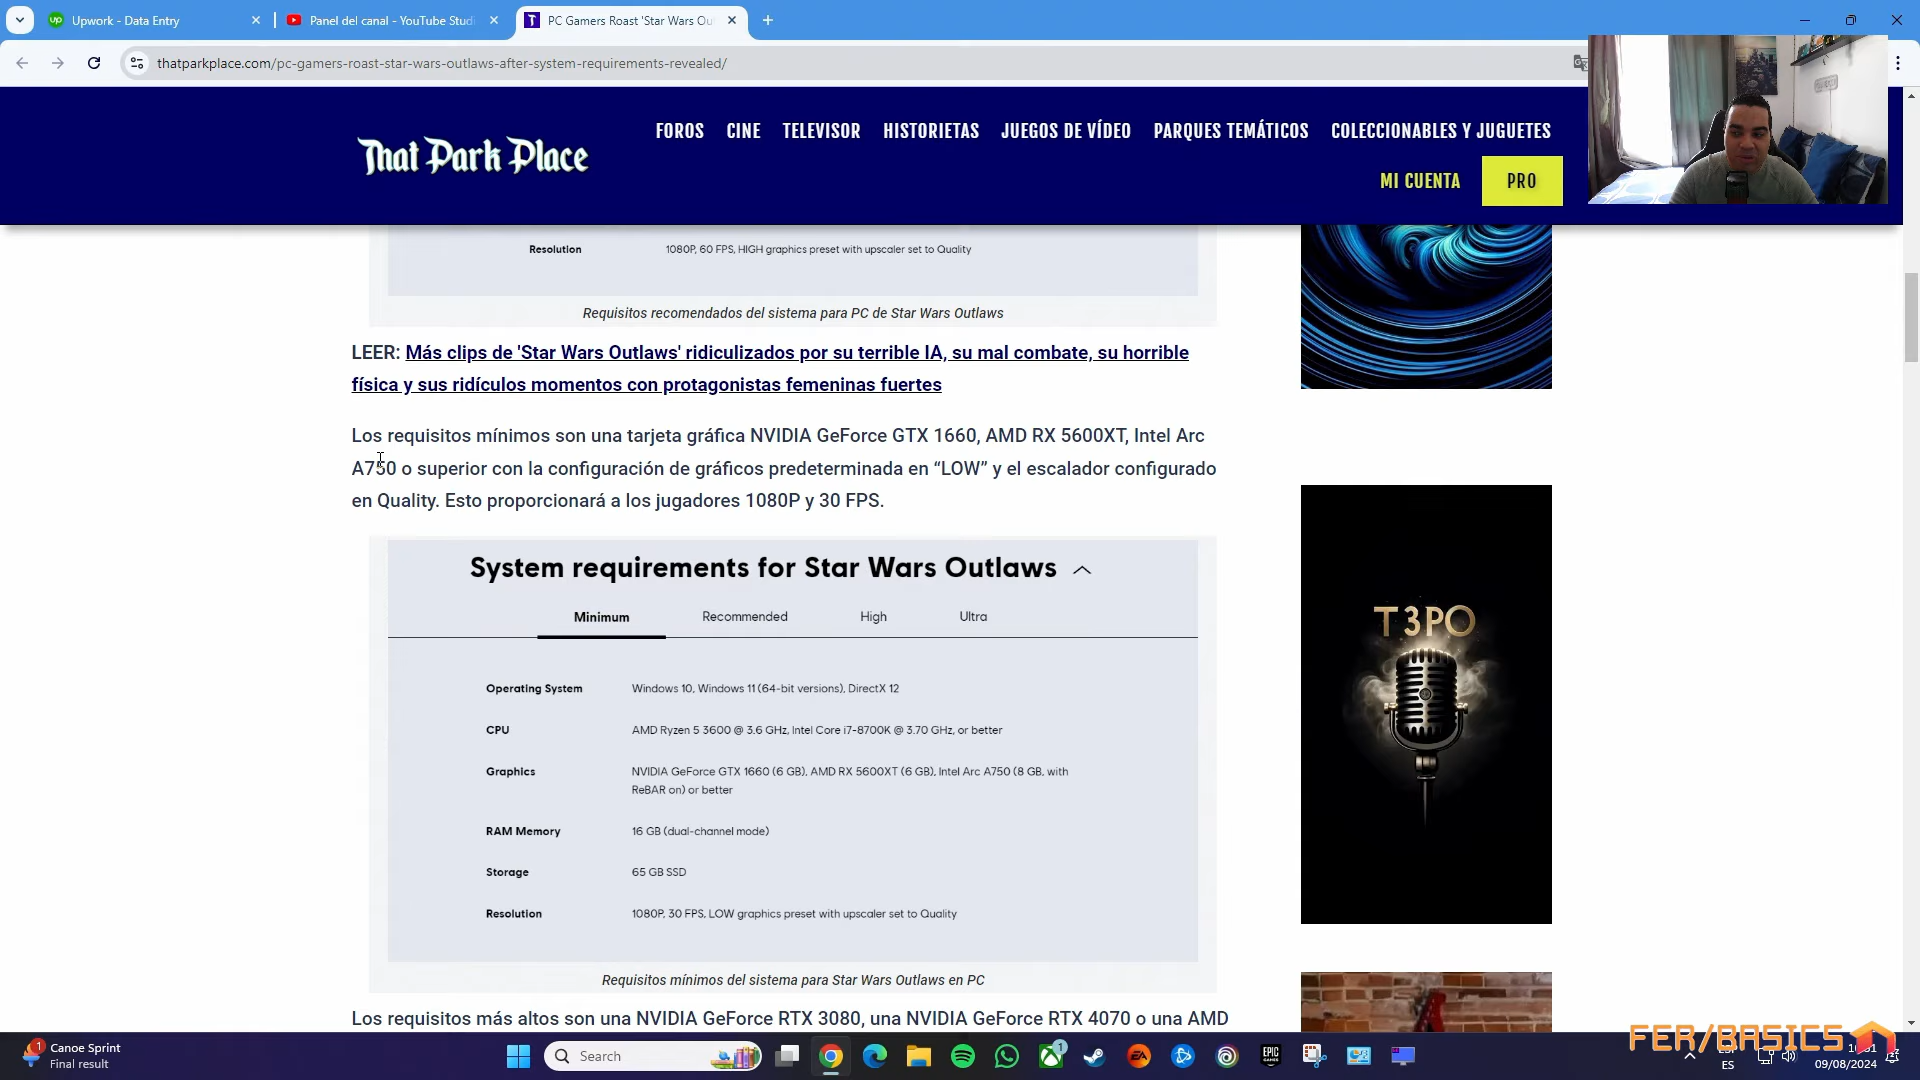 Upwork - Data Entry
Panel del canal - YouTube Studi
PC Gamers Roast 'Star Wars Ou
thatparkplace.com/pc-gamers-roast-star-wars-outlaws-after-system-requirements-revealed/
That Park Place
FOROS CINE TELEVISOR HISTORIETAS JUEGOS DE VÍDEO PARQUES TEMÁTICOS COLECCIONABLES Y JUGUETES
MI CUENTA PRO
Resolution 1080P, 60 FPS, HIGH graphics preset with upscaler set to Quality
Requisitos recomendados del sistema para PC de Star Wars Outlaws
LEER: Más clips de 'Star Wars Outlaws' ridiculizados por su terrible IA, su mal combate, su horrible
física y sus ridículos momentos con protagonistas femeninas fuertes
Los requisitos mínimos son una tarjeta gráfica NVIDIA GeForce GTX 1660, AMD RX 5600XT, Intel Arc
A750 o superior con la configuración de gráficos predeterminada en “LOW” y el escalador configurado
en Quality. Esto proporcionará a los jugadores 1080P y 30 FPS.
System requirements for Star Wars Outlaws
Minimum Recommended High Ultra
Operating System Windows 10, Windows 11 (64-bit versions), DirectX 12
CPU AMD Ryzen 5 3600 @ 3.6 GHz, Intel Core i7-8700K @ 3.70 GHz, or better
Graphics NVIDIA GeForce GTX 1660 (6 GB), AMD RX 5600XT (6 GB), Intel Arc A750 (8 GB, with
ReBAR on) or better
RAM Memory 16 GB (dual-channel mode)
Storage 65 GB SSD
Resolution 1080P, 30 FPS, LOW graphics preset with upscaler set to Quality
Requisitos mínimos del sistema para Star Wars Outlaws en PC
Los requisitos más altos son una NVIDIA GeForce RTX 3080, una NVIDIA GeForce RTX 4070 o una AMD
T3PO
FER/BASICS
1
Canoe Sprint
Final result
Search
1
EA
EPIC
GAMES
ES
09/08/2024